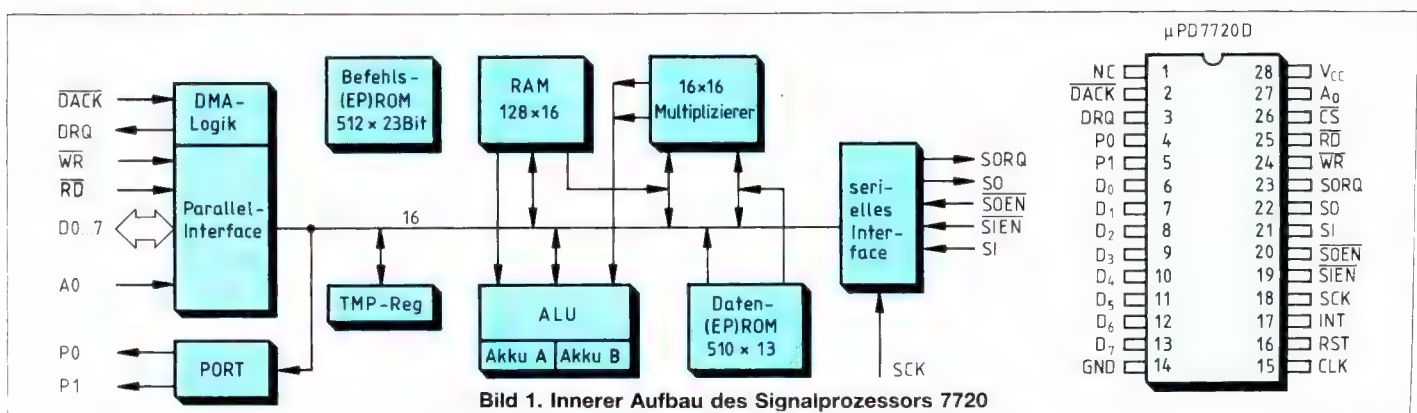 DACK
DRQ
WR
RD
D0...7
A0
P0
P1
DMA-
Logik
Parallel-
Interface
PORT
Befehls-
(EP)ROM
512 × 23Bit
RAM
128×16
16×16
Multiplizierer
16
TMP-Reg
ALU
Akku A
Akku B
Daten-
(EP)ROM
510 × 13
seri-
elles
Inter-
face
SORQ
SO
SOEN
SIEN
SI
SCK
Bild 1. Innerer Aufbau des Signalprozessors 7720
µPD7720D
NC 1 28 VCC
DACK 2 27 A0
DRQ 3 26 CS
P0 4 25 RD
P1 5 24 WR
D0 6 23 SORQ
D1 7 22 SO
D2 8 21 SI
D3 9 20 SOEN
D4 10 19 SIEN
D5 11 18 SCK
D6 12 17 INT
D7 13 16 RST
GND 14 15 CLK